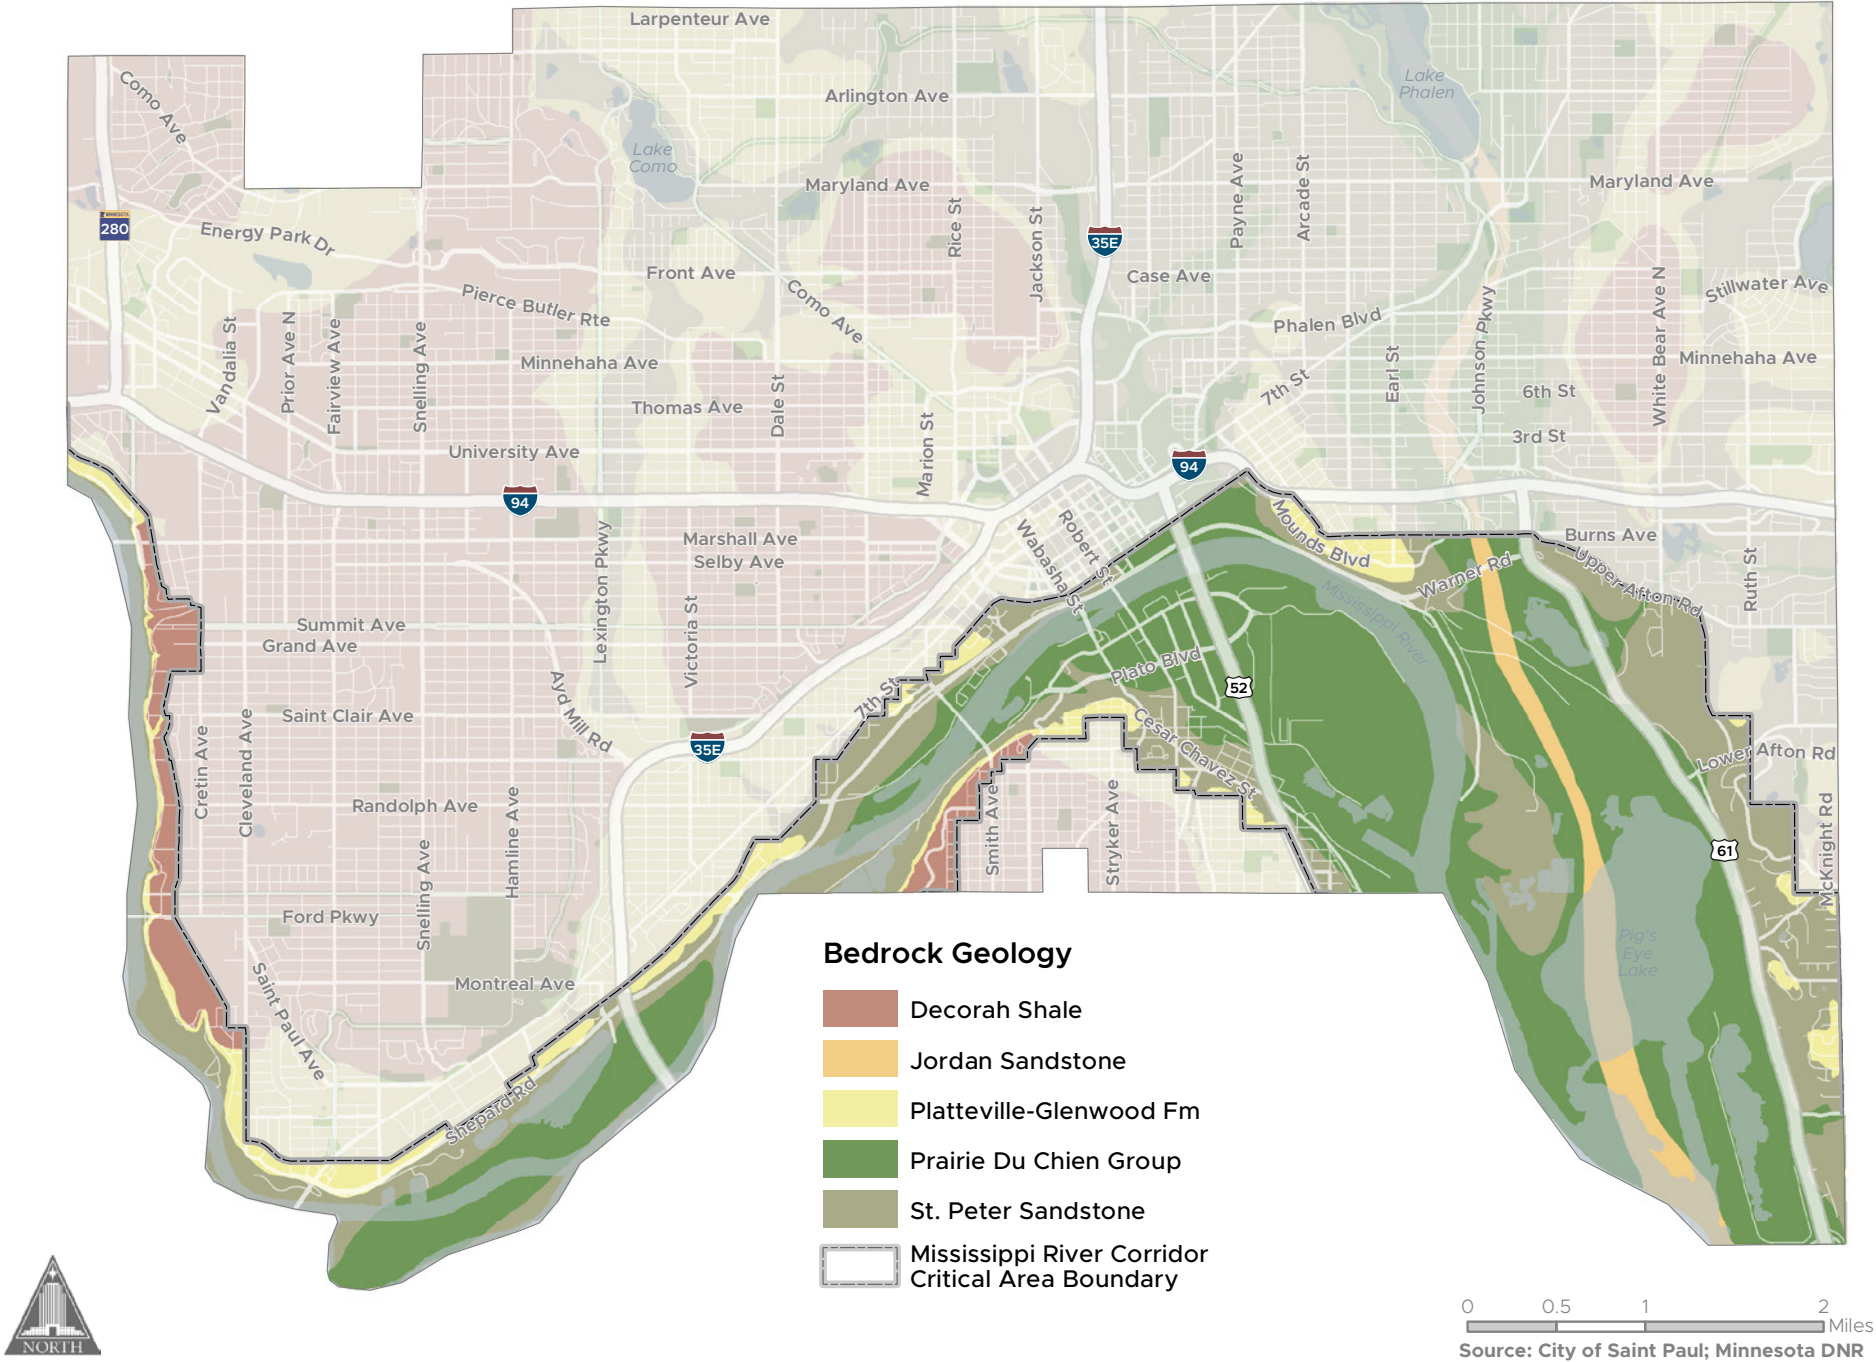 Larpenteur Ave
Como Ave
Arlington Ave
Lake
Phalen
Lake
Como
Maryland Ave
Maryland Ave
MINNESOTA
280
Energy Park Dr
Rice St
Jackson St
35E
Payne Ave
Arcade St
Front Ave
Case Ave
Pierce Butler Rte
Como Ave
Stillwater Ave
Phalen Blvd
Johnson Pkwy
White Bear Ave N
Vandalia St
Prior Ave N
Fairview Ave
Snelling Ave
Minnehaha Ave
Minnehaha Ave
Dale St
Thomas Ave
7th St
Earl St
6th St
Marion St
University Ave
3rd St
94
94
Lexington Pkwy
Marshall Ave
Selby Ave
Wabasha St
Robert St
Mounds Blvd
Burns Ave
Warner Rd
Upper Afton Rd
Ruth St
Mississippi River
Summit Ave
Grand Ave
Victoria St
Ayd Mill Rd
Plato Blvd
52
7th St
Saint Clair Ave
Cretin Ave
Cleveland Ave
35E
Cesar Chavez St
Lower Afton Rd
Randolph Ave
Hamline Ave
Smith Ave
Stryker Ave
McKnight Rd
61
Snelling Ave
Ford Pkwy
Pig's
Eye
Lake
Saint Paul Ave
Montreal Ave
Shepard Rd
Bedrock Geology
Decorah Shale
Jordan Sandstone
Platteville-Glenwood Fm
Prairie Du Chien Group
St. Peter Sandstone
Mississippi River Corridor
Critical Area Boundary
NORTH
0 0.5 1 2
Miles
Source: City of Saint Paul; Minnesota DNR